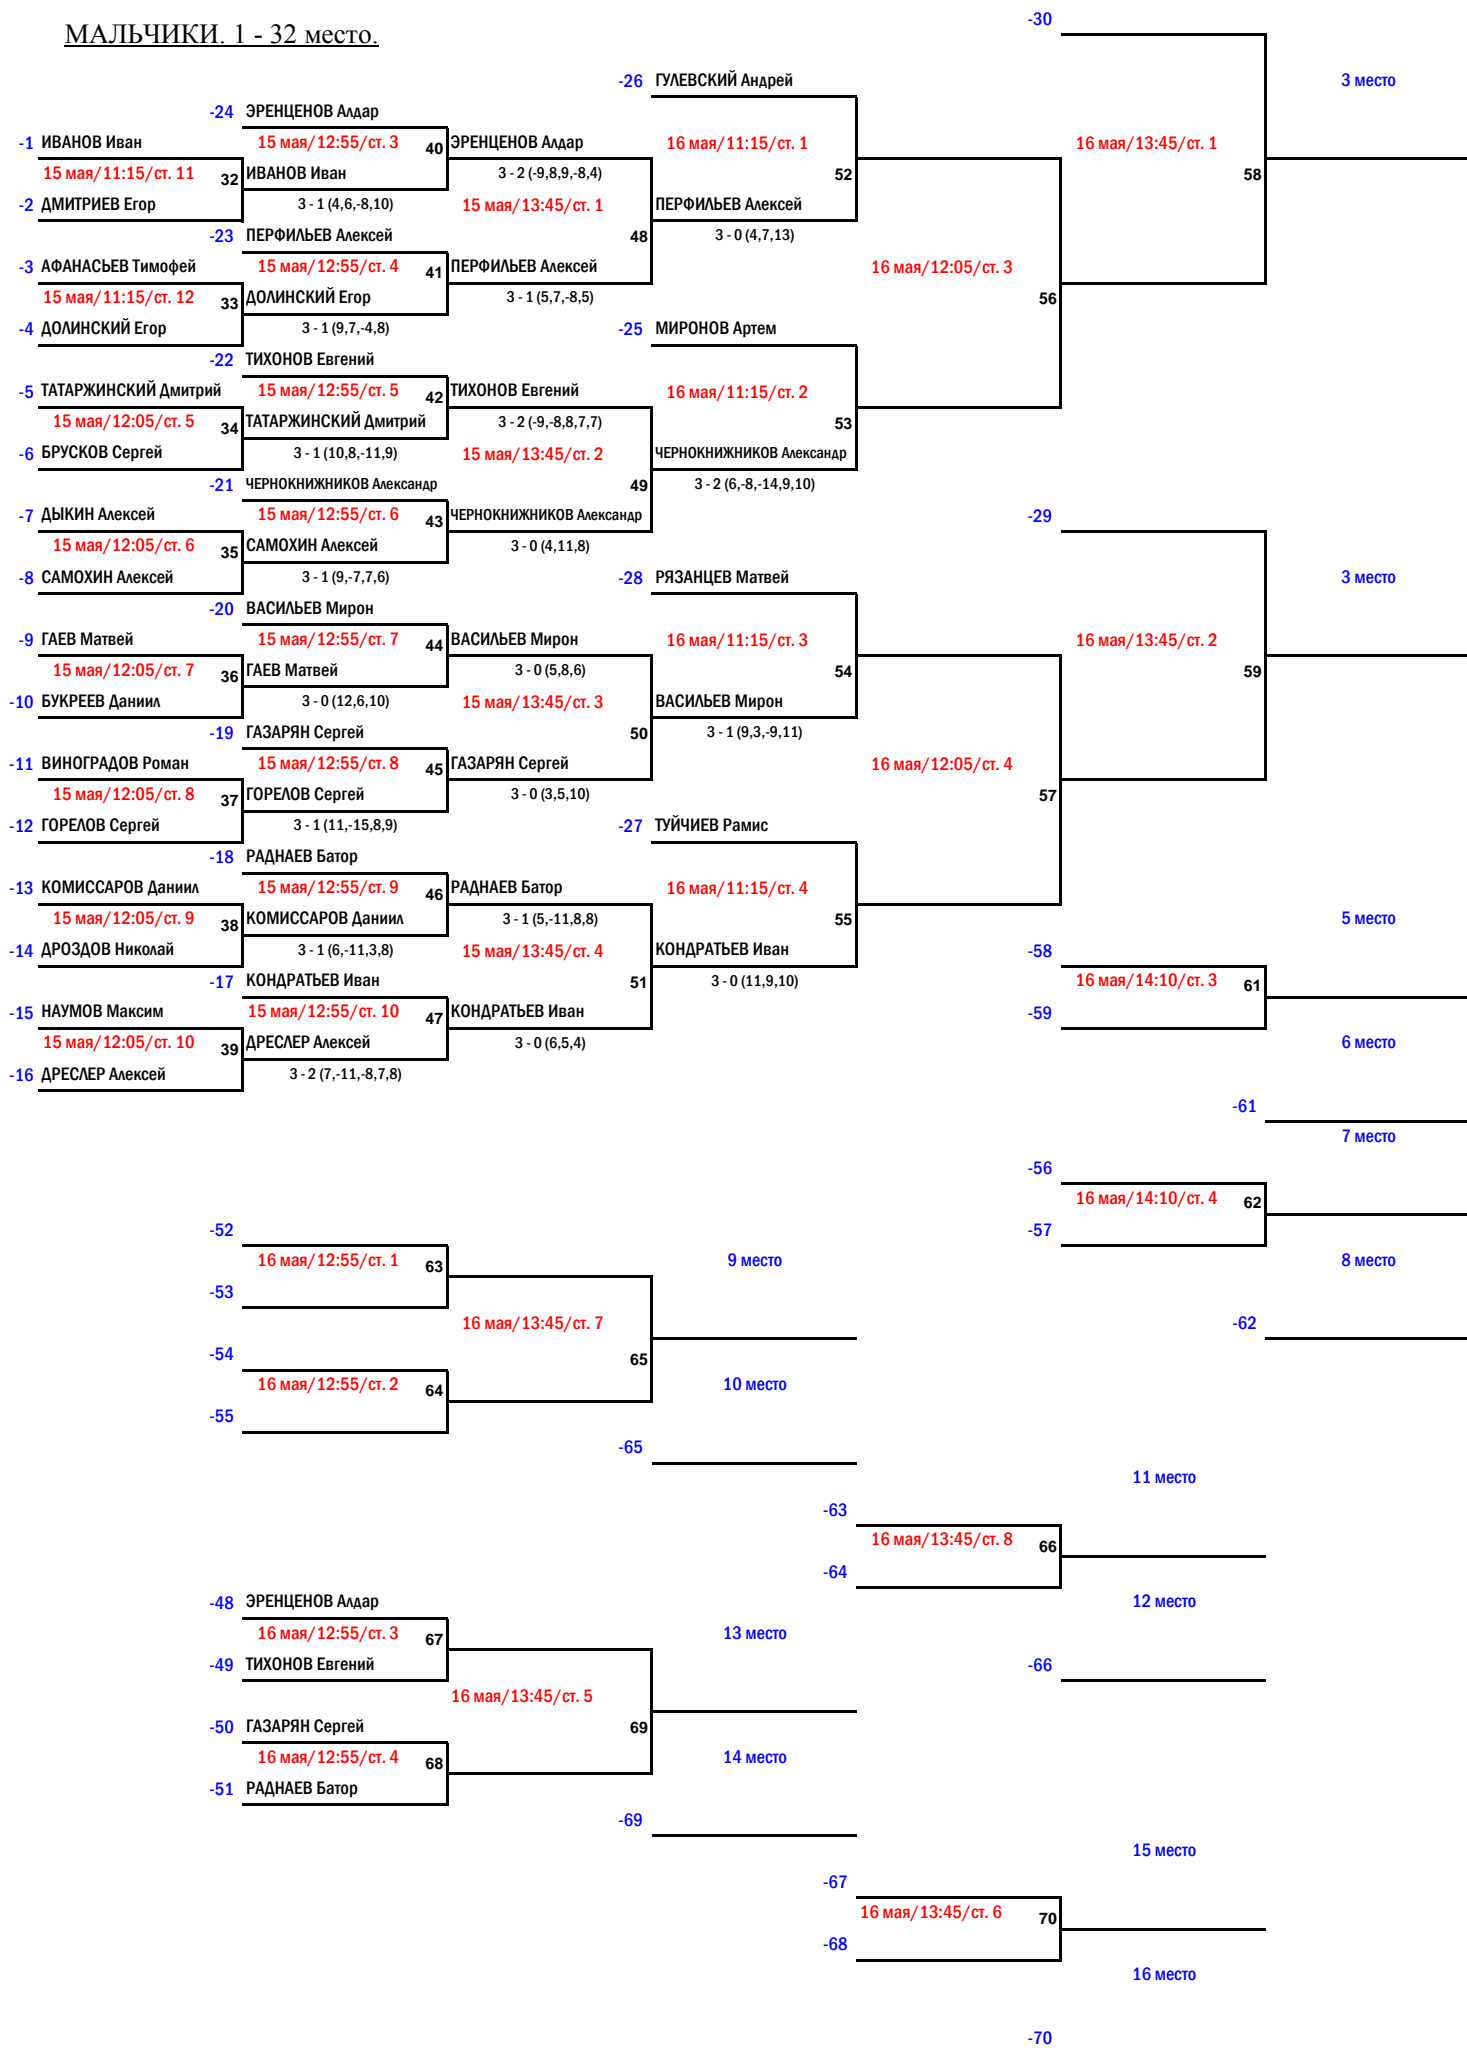 -30
МАЛЬЧИКИ. 1 - 32 место.
-26 ГУЛЕВСКИЙ Андрей 3 место
-24 ЭРЕНЦЕНОВ Алдар
-1 ИВАНОВ Иван 15 мая/12:55/ст. 3 40 ЭРЕНЦЕНОВ Алдар 16 мая/11:15/ст. 1 16 мая/13:45/ст. 1
15 мая/11:15/ст. 11 32 ИВАНОВ Иван 3 - 2 (-9,8,9,-8,4) 52 58
-2 ДМИТРИЕВ Егор 3 - 1 (4,6,-8,10) 15 мая/13:45/ст. 1 ПЕРФИЛЬЕВ Алексей
-23 ПЕРФИЛЬЕВ Алексей 48 3 - 0 (4,7,13)
-3 АФАНАСЬЕВ Тимофей 15 мая/12:55/ст. 4 41 ПЕРФИЛЬЕВ Алексей 16 мая/12:05/ст. 3
15 мая/11:15/ст. 12 33 ДОЛИНСКИЙ Егор 3 - 1 (5,7,-8,5) 56
-4 ДОЛИНСКИЙ Егор 3 - 1 (9,7,-4,8) -25 МИРОНОВ Артем
-22 ТИХОНОВ Евгений
-5 ТАТАРЖИНСКИЙ Дмитрий 15 мая/12:55/ст. 5 42 ТИХОНОВ Евгений 16 мая/11:15/ст. 2
15 мая/12:05/ст. 5 34 ТАТАРЖИНСКИЙ Дмитрий 3 - 2 (-9,-8,8,7,7) 53
-6 БРУСКОВ Сергей 3 - 1 (10,8,-11,9) 15 мая/13:45/ст. 2 ЧЕРНОКНИЖНИКОВ Александр
-21 ЧЕРНОКНИЖНИКОВ Александр 49 3 - 2 (6,-8,-14,9,10)
-7 ДЫКИН Алексей 15 мая/12:55/ст. 6 43 ЧЕРНОКНИЖНИКОВ Александр -29
15 мая/12:05/ст. 6 35 САМОХИН Алексей 3 - 0 (4,11,8)
-8 САМОХИН Алексей 3 - 1 (9,-7,7,6) -28 РЯЗАНЦЕВ Матвей 3 место
-20 ВАСИЛЬЕВ Мирон
-9 ГАЕВ Матвей 15 мая/12:55/ст. 7 44 ВАСИЛЬЕВ Мирон 16 мая/11:15/ст. 3 16 мая/13:45/ст. 2
15 мая/12:05/ст. 7 36 ГАЕВ Матвей 3 - 0 (5,8,6) 54 59
-10 БУКРЕЕВ Даниил 3 - 0 (12,6,10) 15 мая/13:45/ст. 3 ВАСИЛЬЕВ Мирон
-19 ГАЗАРЯН Сергей 50 3 - 1 (9,3,-9,11)
-11 ВИНОГРАДОВ Роман 15 мая/12:55/ст. 8 45 ГАЗАРЯН Сергей 16 мая/12:05/ст. 4
15 мая/12:05/ст. 8 37 ГОРЕЛОВ Сергей 3 - 0 (3,5,10) 57
-12 ГОРЕЛОВ Сергей 3 - 1 (11,-15,8,9) -27 ТУЙЧИЕВ Рамис
-18 РАДНАЕВ Батор
-13 КОМИССАРОВ Даниил 15 мая/12:55/ст. 9 46 РАДНАЕВ Батор 16 мая/11:15/ст. 4
15 мая/12:05/ст. 9 38 КОМИССАРОВ Даниил 3 - 1 (5,-11,8,8) 55 5 место
-14 ДРОЗДОВ Николай 3 - 1 (6,-11,3,8) 15 мая/13:45/ст. 4 КОНДРАТЬЕВ Иван -58
-17 КОНДРАТЬЕВ Иван 51 3 - 0 (11,9,10) 16 мая/14:10/ст. 3 61
-15 НАУМОВ Максим 15 мая/12:55/ст. 10 47 КОНДРАТЬЕВ Иван -59
15 мая/12:05/ст. 10 39 ДРЕСЛЕР Алексей 3 - 0 (6,5,4) 6 место
-16 ДРЕСЛЕР Алексей 3 - 2 (7,-11,-8,7,8)
-61
7 место
-56
16 мая/14:10/ст. 4 62
-52 -57
16 мая/12:55/ст. 1 63 9 место 8 место
-53
16 мая/13:45/ст. 7 -62
-54 65
16 мая/12:55/ст. 2 64 10 место
-55
-65
11 место
-63
16 мая/13:45/ст. 8 66
-64
-48 ЭРЕНЦЕНОВ Алдар 12 место
16 мая/12:55/ст. 3 67 13 место
-49 ТИХОНОВ Евгений -66
16 мая/13:45/ст. 5
-50 ГАЗАРЯН Сергей 69
16 мая/12:55/ст. 4 68 14 место
-51 РАДНАЕВ Батор
-69
15 место
-67
16 мая/13:45/ст. 6 70
-68
16 место
-70